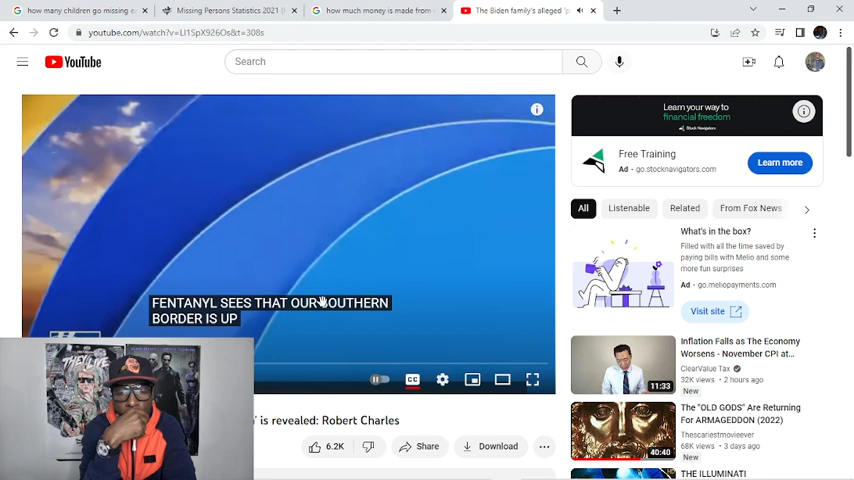 how many children go missing ea
Missing Persons Statistics 2021 (
how much money is made from
The Biden family's alleged 'p
youtube.com/watch?v=LI1SpX926Os&t=308s
YouTube
Search
FENTANYL SEES THAT OUR SOUTHERN
BORDER IS UP
CC
' is revealed: Robert Charles
6.2K
Share
Download
Learn your way to
financial freedom
Stock Navigators
Free Training
Ad • go.stocknavigators.com
Learn more
All
Listenable
Related
From Fox News
What's in the box?
Filled with all the time saved by
paying bills with Melio and some
more fun surprises
Ad • go.meliopayments.com
Visit site
Inflation Falls as The Economy
Worsens - November CPI at...
ClearValue Tax
32K views • 2 hours ago
New
11:33
The "OLD GODS" Are Returning
For ARMAGEDDON (2022)
Thescariestmovieever
68K views • 3 days ago
New
40:40
THE ILLUMINATI
THEY LIVE